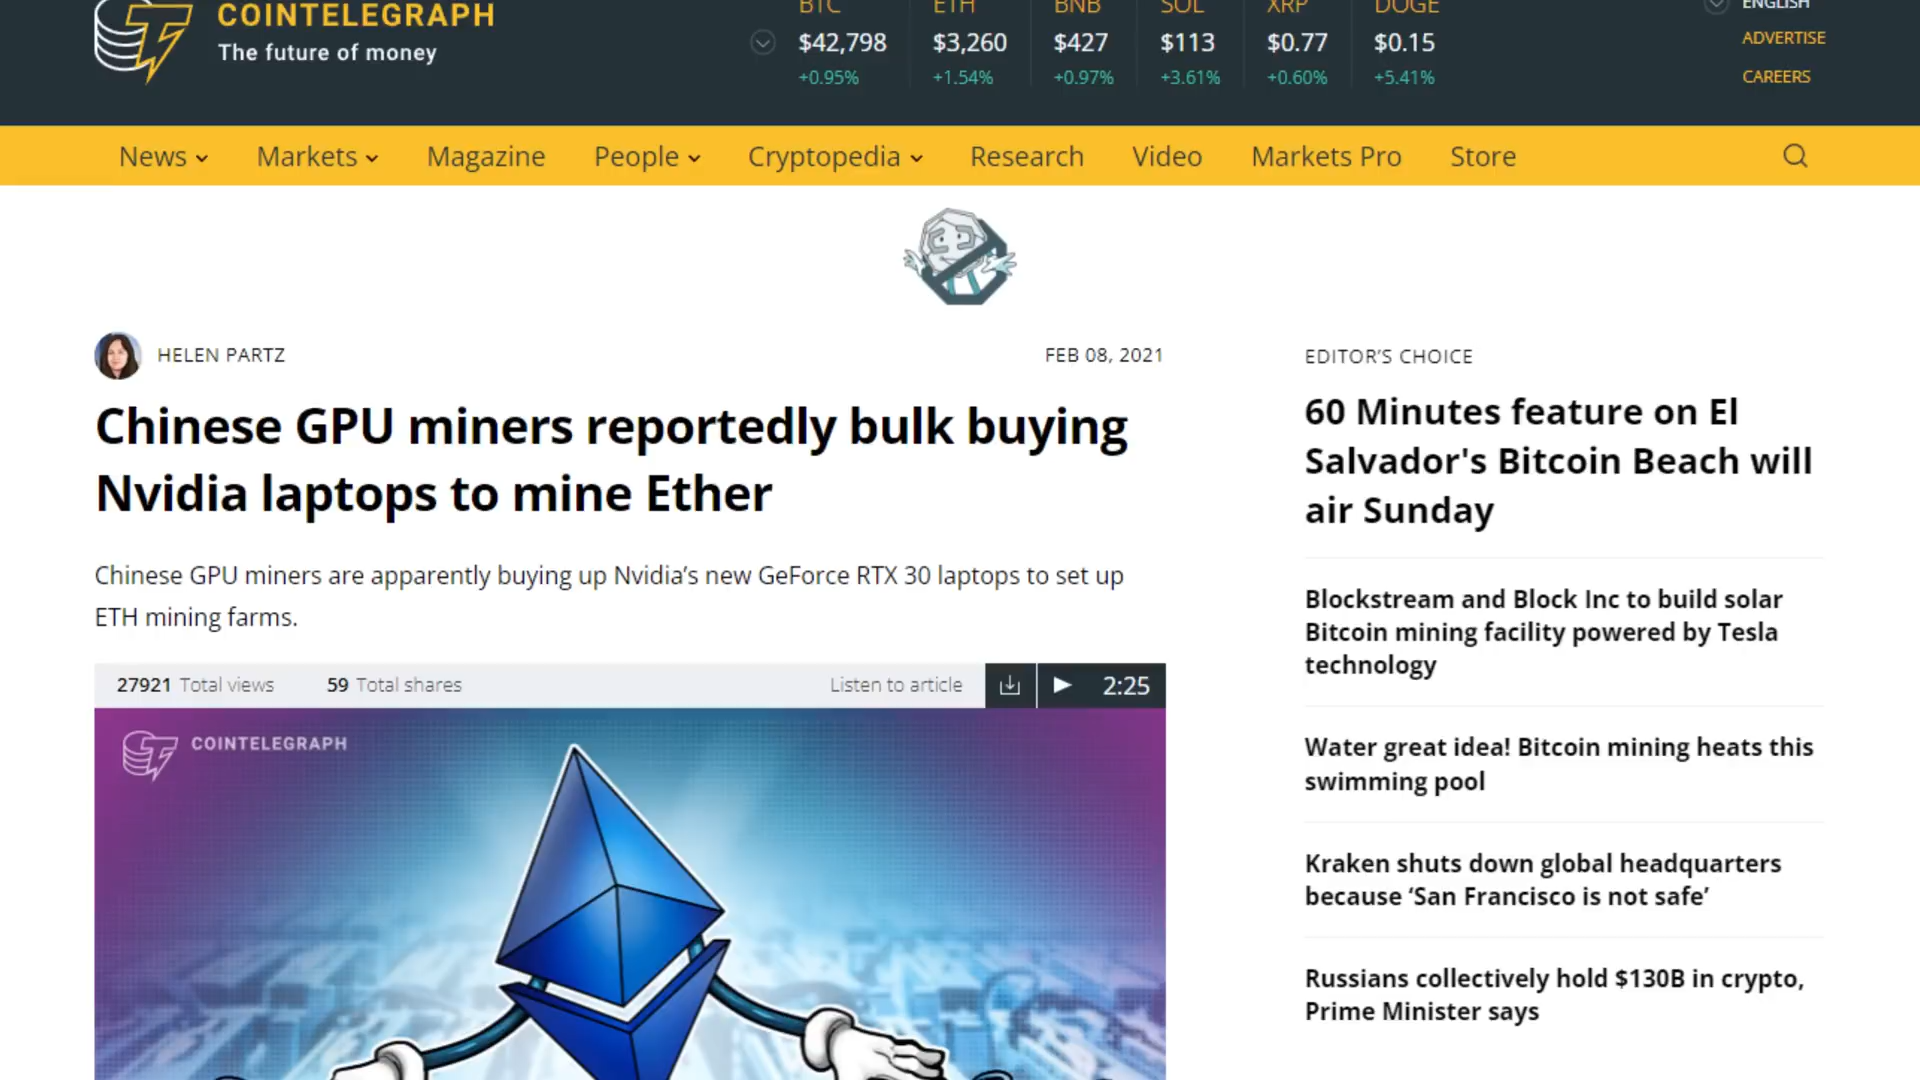 COINTELEGRAPH
The future of money
BTC ETH BNB SOL XRP DOGE
$42,798 $3,260 $427 $113 $0.77 $0.15
+0.95% +1.54% +0.97% +3.61% +0.60% +5.41%
ENGLISH
ADVERTISE
CAREERS
News Markets Magazine People Cryptopedia Research Video Markets Pro Store
HELEN PARTZ
FEB 08, 2021
Chinese GPU miners reportedly bulk buying
Nvidia laptops to mine Ether
Chinese GPU miners are apparently buying up Nvidia’s new GeForce RTX 30 laptops to set up
ETH mining farms.
27921 Total views 59 Total shares Listen to article 2:25
COINTELEGRAPH
EDITOR’S CHOICE
60 Minutes feature on El
Salvador's Bitcoin Beach will
air Sunday
Blockstream and Block Inc to build solar
Bitcoin mining facility powered by Tesla
technology
Water great idea! Bitcoin mining heats this
swimming pool
Kraken shuts down global headquarters
because ‘San Francisco is not safe’
Russians collectively hold $130B in crypto,
Prime Minister says